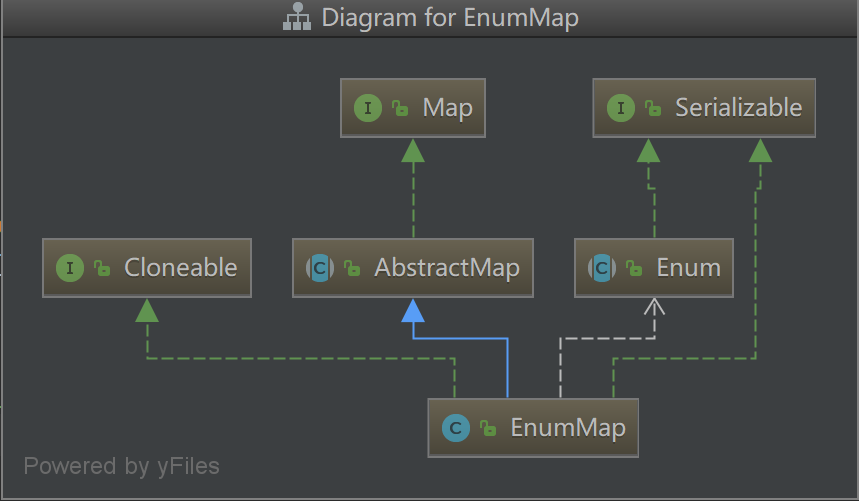 Diagram for EnumMap
I Map
I Serializable
I Cloneable
C AbstractMap
C Enum
C EnumMap
Powered by yFiles